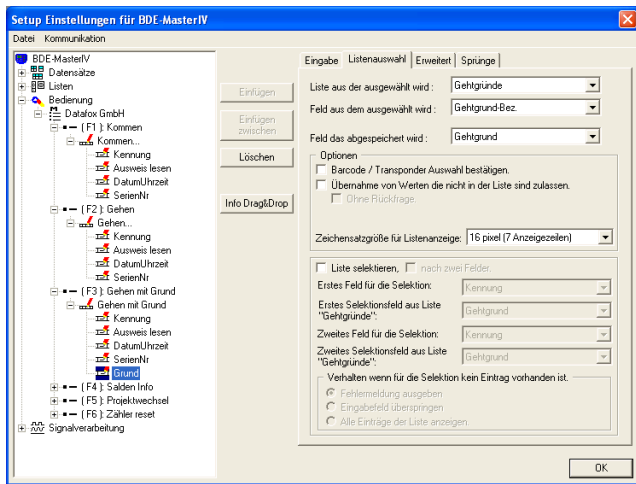 Setup Einstellungen für BDE-MasterIV
Datei Kommunikation
BDE-MasterIV
Datensätze
Listen
Bedienung
Datafox GmbH
( F1 ): Kommen
Kommen...
Kennung
Ausweis lesen
DatumUhrzeit
SerienNr
( F2 ): Gehen
Gehen...
Kennung
Ausweis lesen
DatumUhrzeit
SerienNr
( F3 ): Gehen mit Grund
Gehen mit Grund
Kennung
Ausweis lesen
DatumUhrzeit
SerienNr
Grund
( F4 ): Salden Info
( F5 ): Projektwechsel
( F6 ): Zähler reset
Signalverarbeitung
Einfügen
Einfügen
zwischen
Löschen
Info Drag&Drop
Eingabe Listenauswahl Erweitert Sprünge
Liste aus der ausgewählt wird : Gehtgründe
Feld aus dem ausgewählt wird : Gehtgrund-Bez.
Feld das abgespeichert wird : Gehtgrund
Optionen
Barcode / Transponder Auswahl bestätigen.
Übernahme von Werten die nicht in der Liste sind zulassen.
Ohne Rückfrage.
Zeichensatzgröße für Listenanzeige: 16 pixel (7 Anzeigezeilen)
Liste selektieren, nach zwei Felder.
Erstes Feld für die Selektion: Kennung
Erstes Selektionsfeld aus Liste
"Gehtgründe": Gehtgrund
Zweites Feld für die Selektion: Kennung
Zweites Selektionsfeld aus Liste
"Gehtgründe": Gehtgrund
Verhalten wenn für die Selektion kein Eintrag vorhanden ist.
Fehlermeldung ausgeben
Eingabefeld überspringen
Alle Einträge der Liste anzeigen.
OK